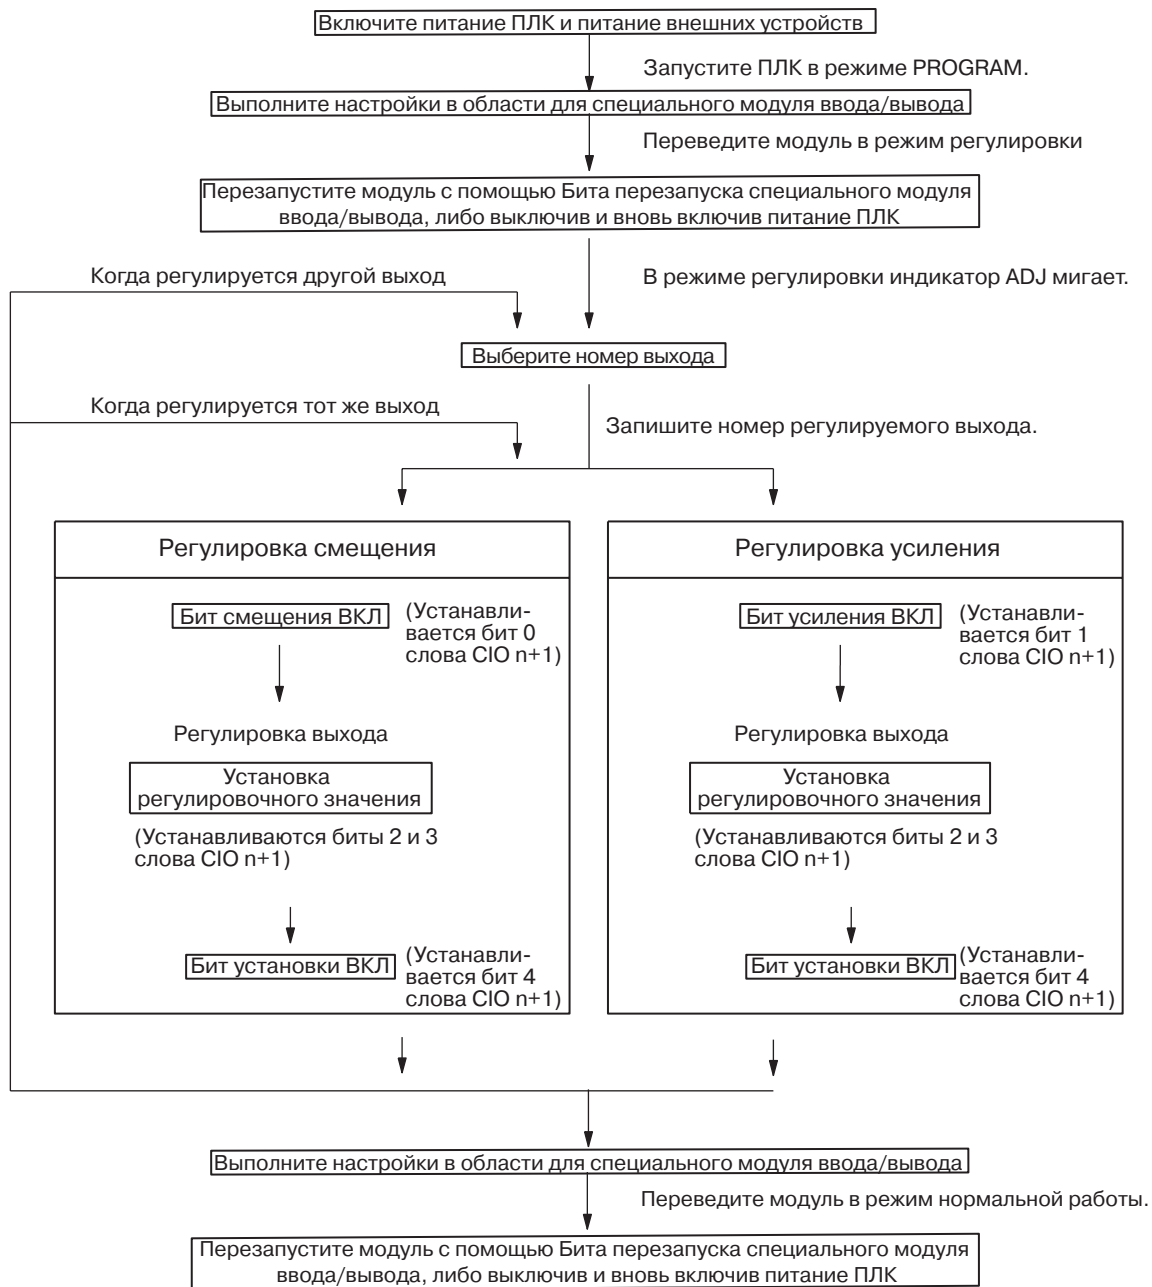 Включите питание ПЛК и питание внешних устройств
Запустите ПЛК в режиме PROGRAM.
Выполните настройки в области для специального модуля ввода/вывода
Переведите модуль в режим регулировки
Перезапустите модуль с помощью Бита перезапуска специального модуля
ввода/вывода, либо выключив и вновь включив питание ПЛК
Когда регулируется другой выход
В режиме регулировки индикатор ADJ мигает.
Выберите номер выхода
Когда регулируется тот же выход
Запишите номер регулируемого выхода.
Регулировка смещения
Бит смещения ВКЛ
(Устанавли-
вается бит 0
слова CIO n+1)
Регулировка выхода
Установка
регулировочного значения
(Устанавливаются биты 2 и 3
слова CIO n+1)
Бит установки ВКЛ
(Устанавли-
вается бит 4
слова CIO n+1)
Регулировка усиления
Бит усиления ВКЛ
(Устанавли-
вается бит 1
слова CIO n+1)
Регулировка выхода
Установка
регулировочного значения
(Устанавливаются биты 2 и 3
слова CIO n+1)
Бит установки ВКЛ
(Устанавли-
вается бит 4
слова CIO n+1)
Выполните настройки в области для специального модуля ввода/вывода
Переведите модуль в режим нормальной работы.
Перезапустите модуль с помощью Бита перезапуска специального модуля
ввода/вывода, либо выключив и вновь включив питание ПЛК